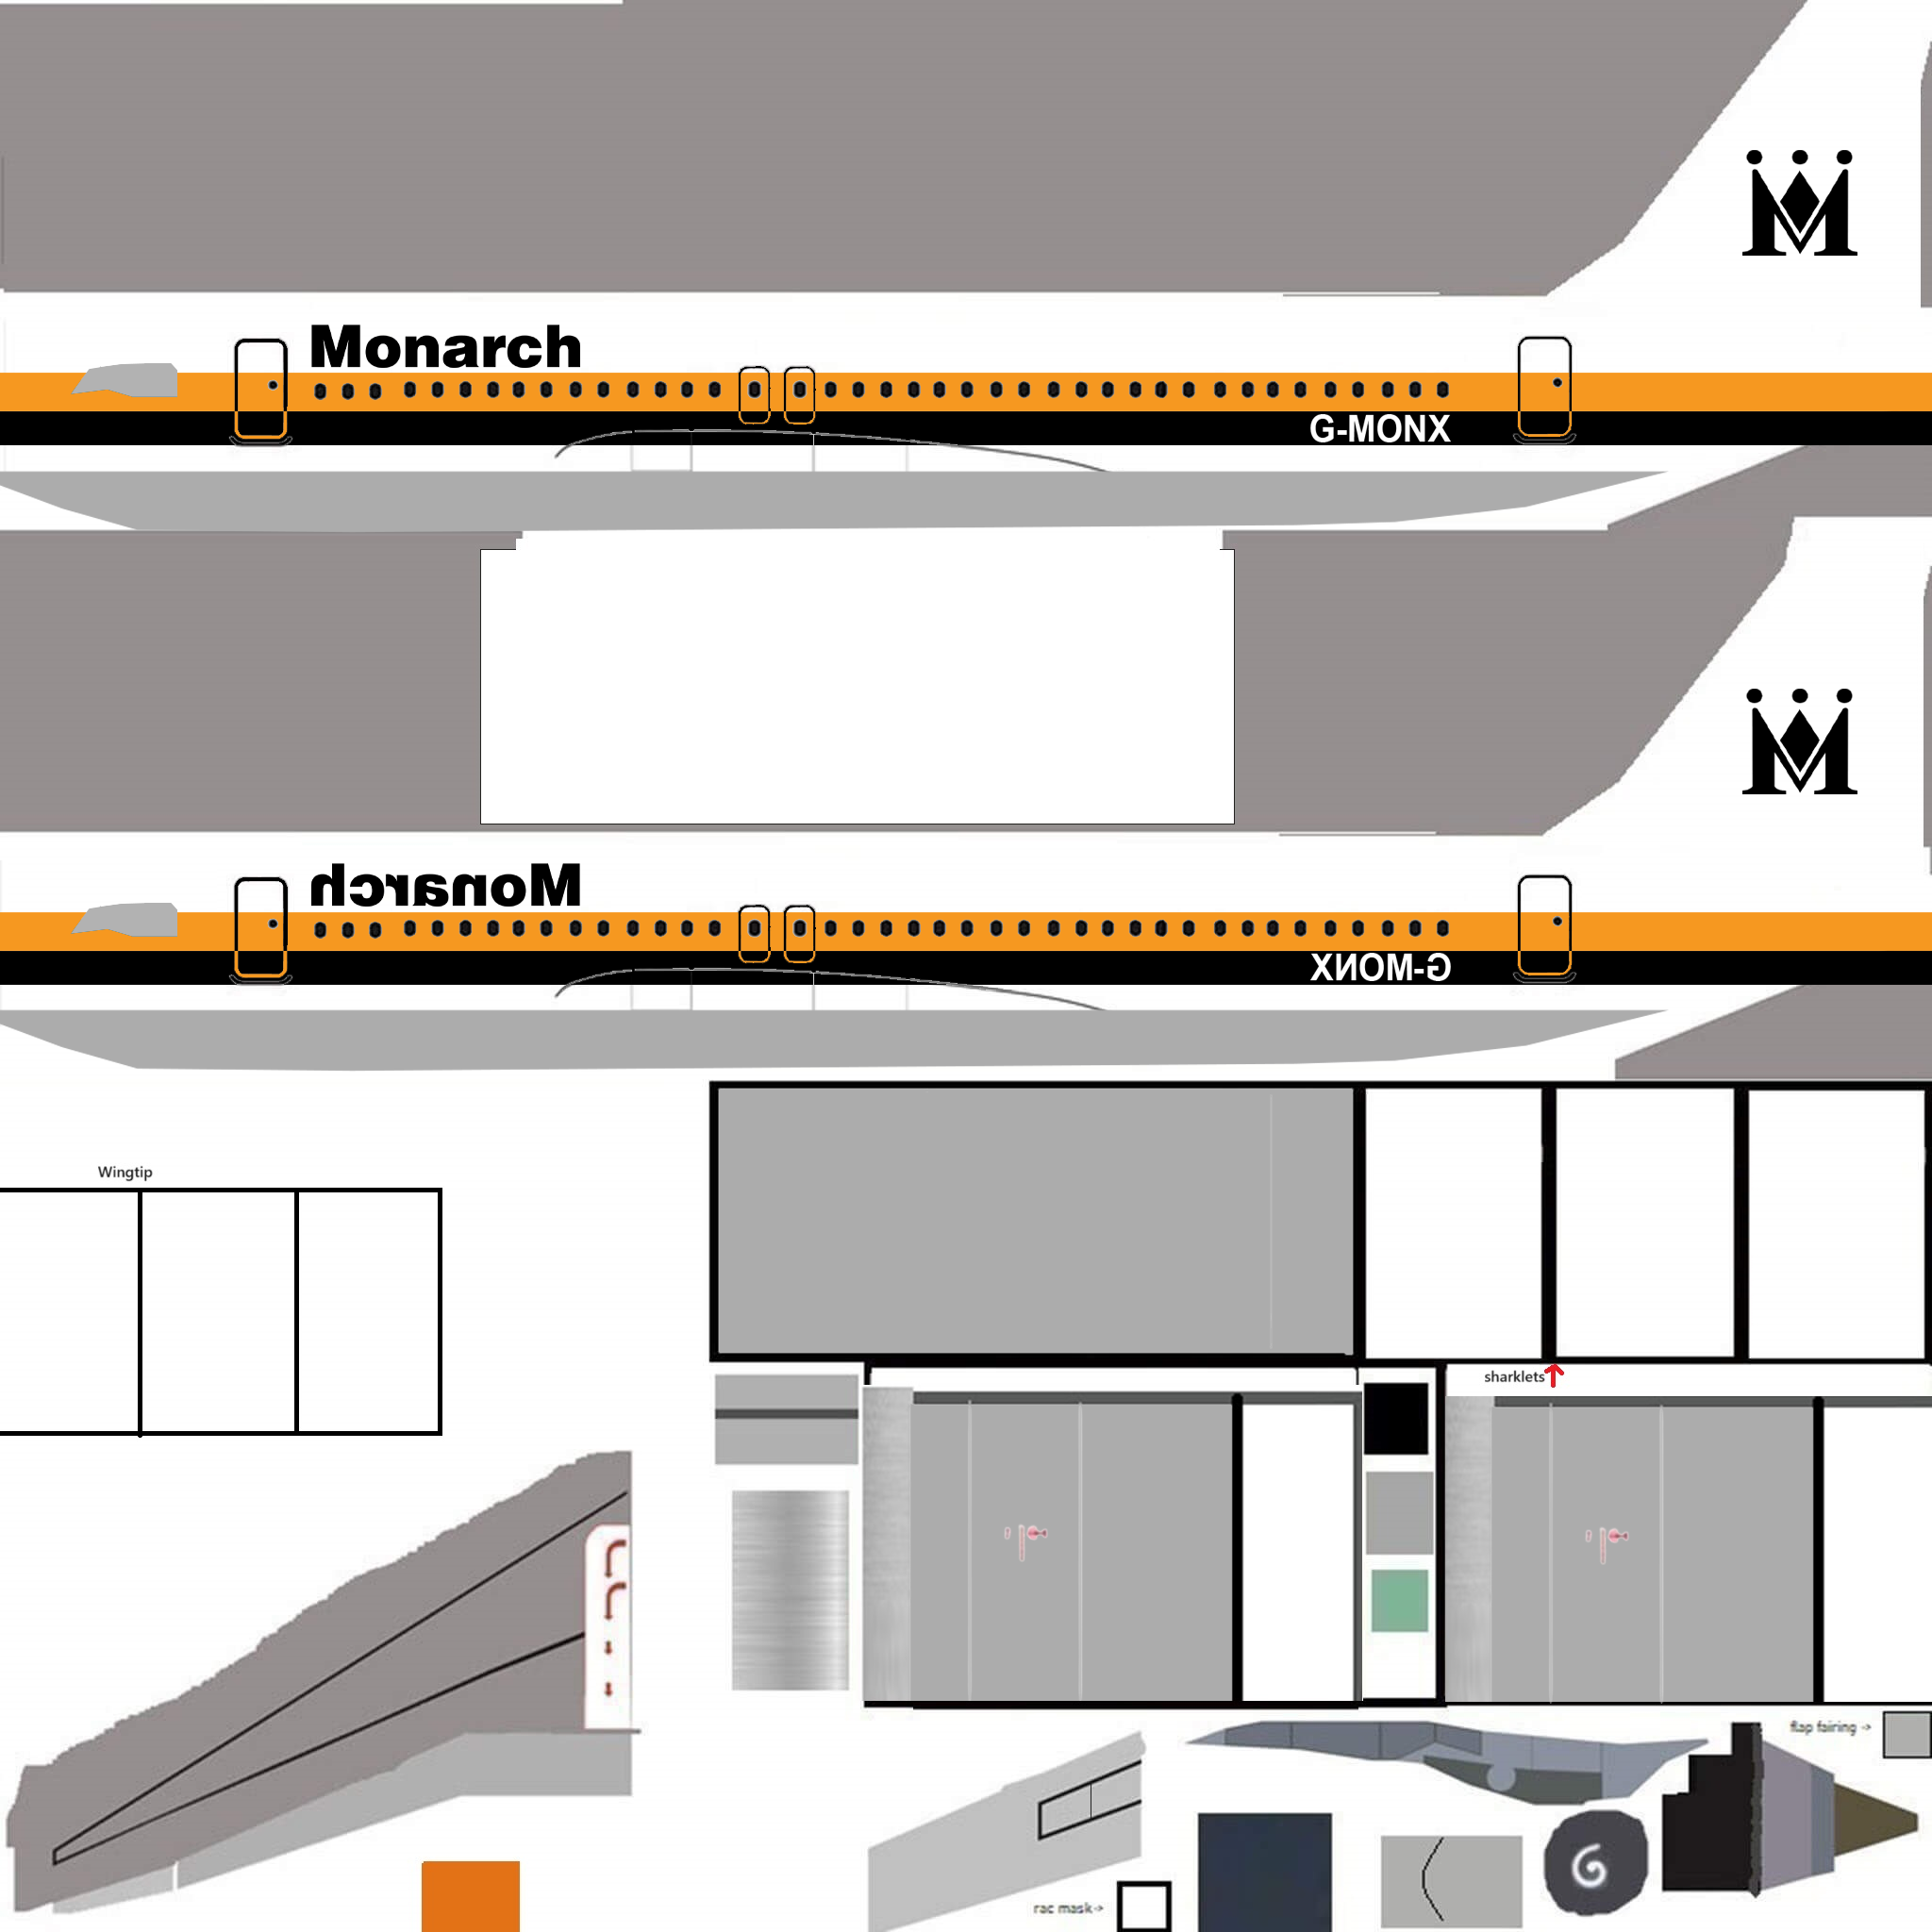 M
Monarch
G-MONX
M
Monarch
G-MONX
Wingtip
sharklets
flap fairing ->
rac mask->